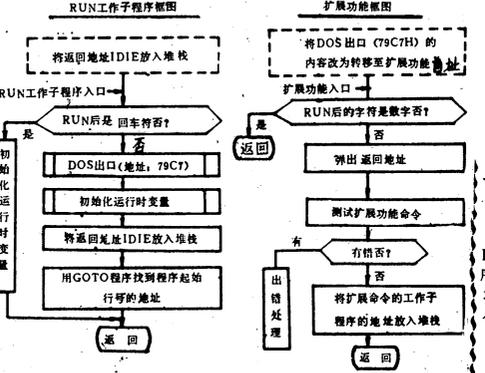 RUN工作子程序框图
将返回地址IDIE放入堆栈
RUN工作子程序入口
RUN后是回车符否?
是
否
初始化运行时变量
DOS出口(地址:79C7)
初始化运行时变量
将返回地址IDIE放入堆栈
用GOTO程序找到程序起始
行号的地址
返 回
扩展功能框图
将DOS出口(79C7H)的
内容改为转移至扩展功能
扩展功能入口
RUN后的字符是数字否?
是
返回
否
弹出返回地址
测试扩展功能命令
有
有错否?
否
出错处理
将扩展命令的工作子
程序的地址放入堆栈
返 回